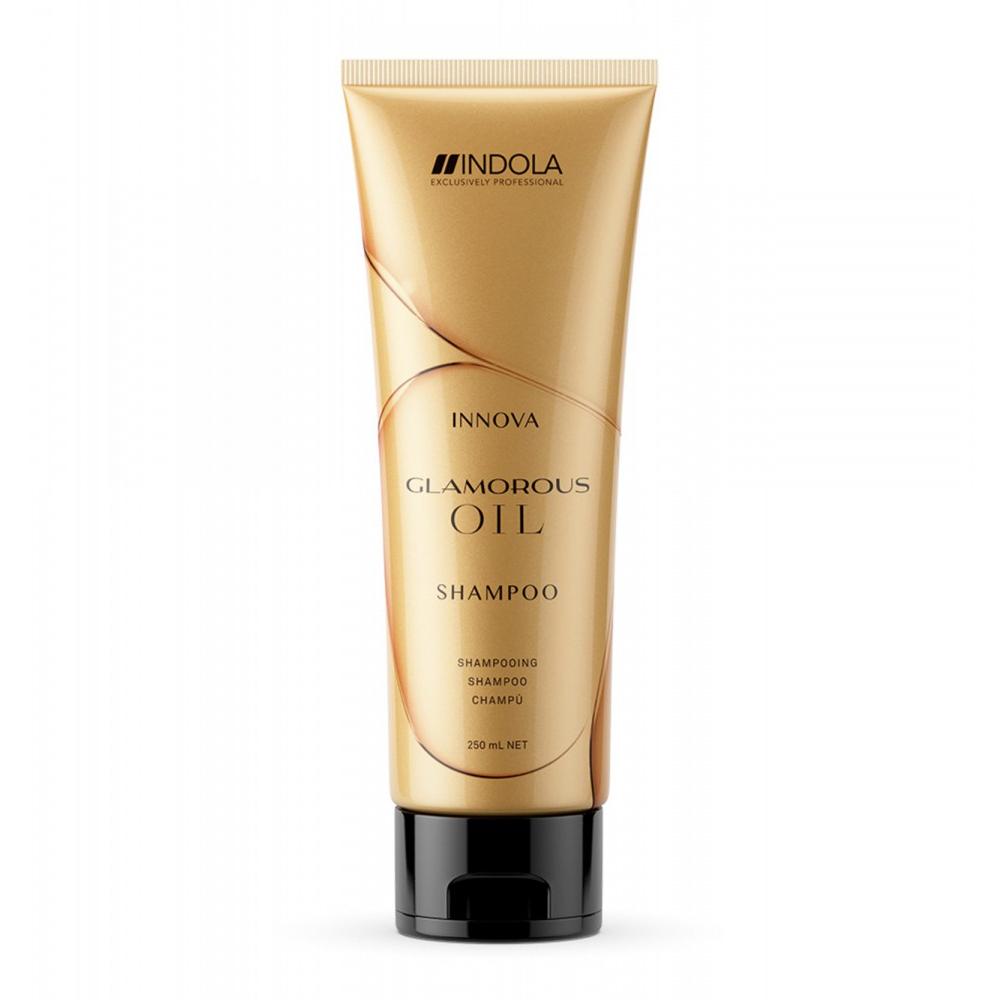 INDOLA
EXCLUSIVELY PROFESSIONAL
INNOVA
GLAMOROUS
OIL
SHAMPOO
SHAMPOOING
SHAMPOO
CHAMPÚ
250 mL NET